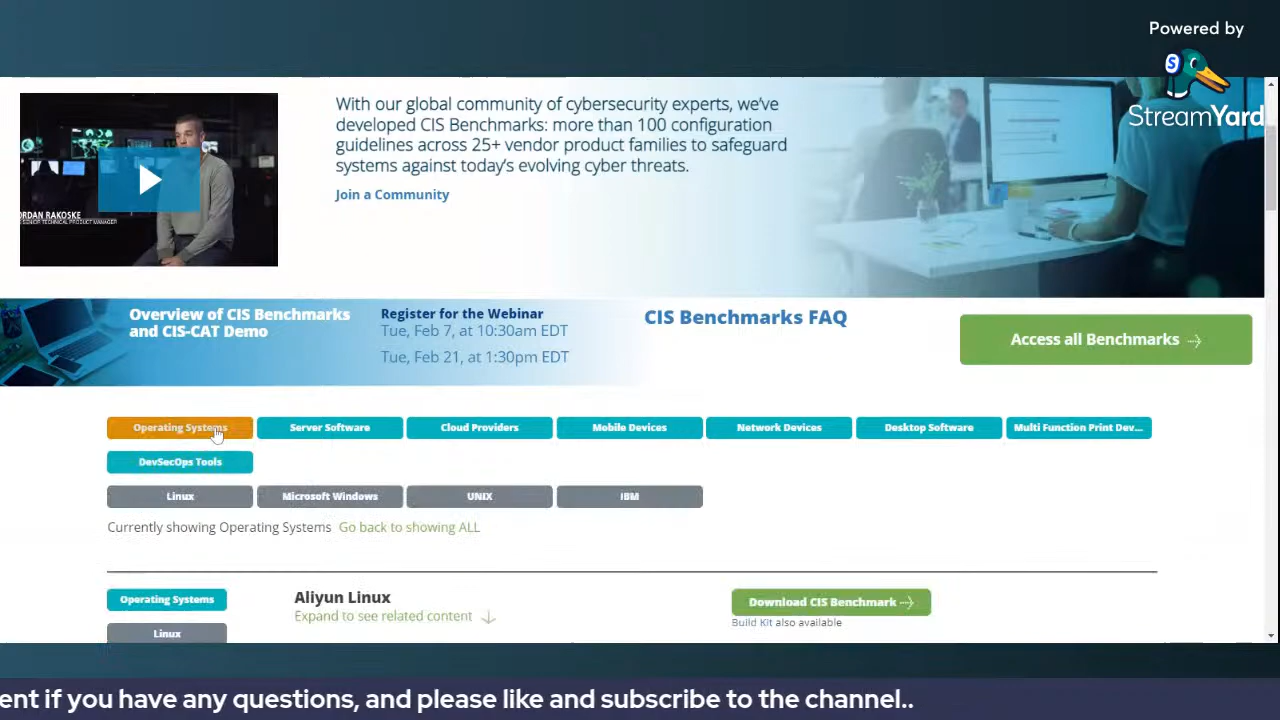 Powered by
StreamYard
With our global community of cybersecurity experts, we've
developed CIS Benchmarks: more than 100 configuration
guidelines across 25+ vendor product families to safeguard
systems against today's evolving cyber threats.
Join a Community
ORDAN RAKOSKE
SENIOR TECHNICAL PRODUCT MANAGER
Overview of CIS Benchmarks
and CIS-CAT Demo
Register for the Webinar
Tue, Feb 7, at 10:30am EDT
Tue, Feb 21, at 1:30pm EDT
CIS Benchmarks FAQ
Access all Benchmarks
Operating Systems
Server Software
Cloud Providers
Mobile Devices
Network Devices
Desktop Software
Multi Function Print Dev...
DevSecOps Tools
Linux
Microsoft Windows
UNIX
IBM
Currently showing Operating Systems Go back to showing ALL
Operating Systems
Linux
Aliyun Linux
Expand to see related content
Download CIS Benchmark
Build Kit also available
ent if you have any questions, and please like and subscribe to the channel..